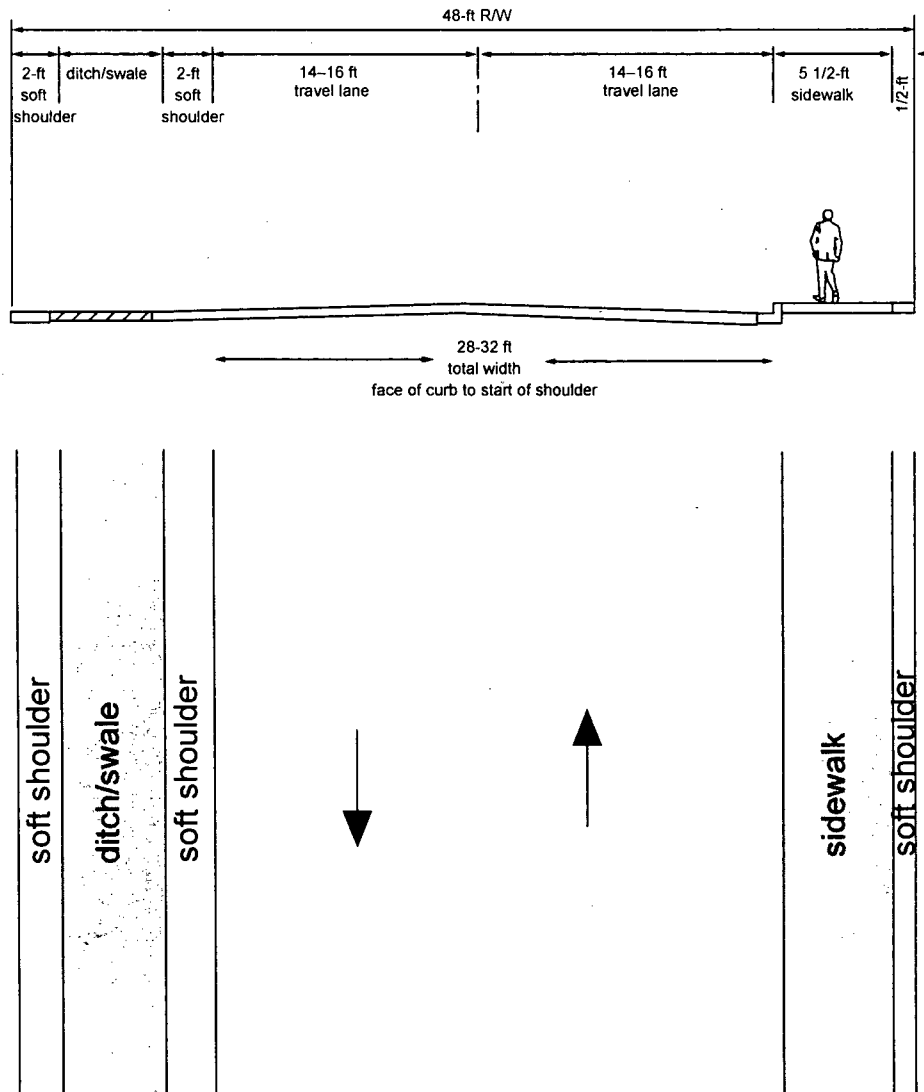 48-ft R/W
2-ft
soft
shoulder
ditch/swale
2-ft
soft
shoulder
14–16 ft
travel lane
14–16 ft
travel lane
5 1/2-ft
sidewalk
1/2-ft
28-32 ft
total width
face of curb to start of shoulder
soft shoulder
ditch/swale
soft shoulder
sidewalk
soft shoulder